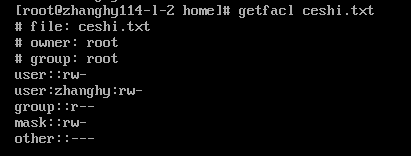 [root@zhanghy114-l-2 home]# getfacl ceshi.txt
# file: ceshi.txt
# owner: root
# group: root
user::rw-
user:zhanghy:rw-
group::r--
mask::rw-
other::---